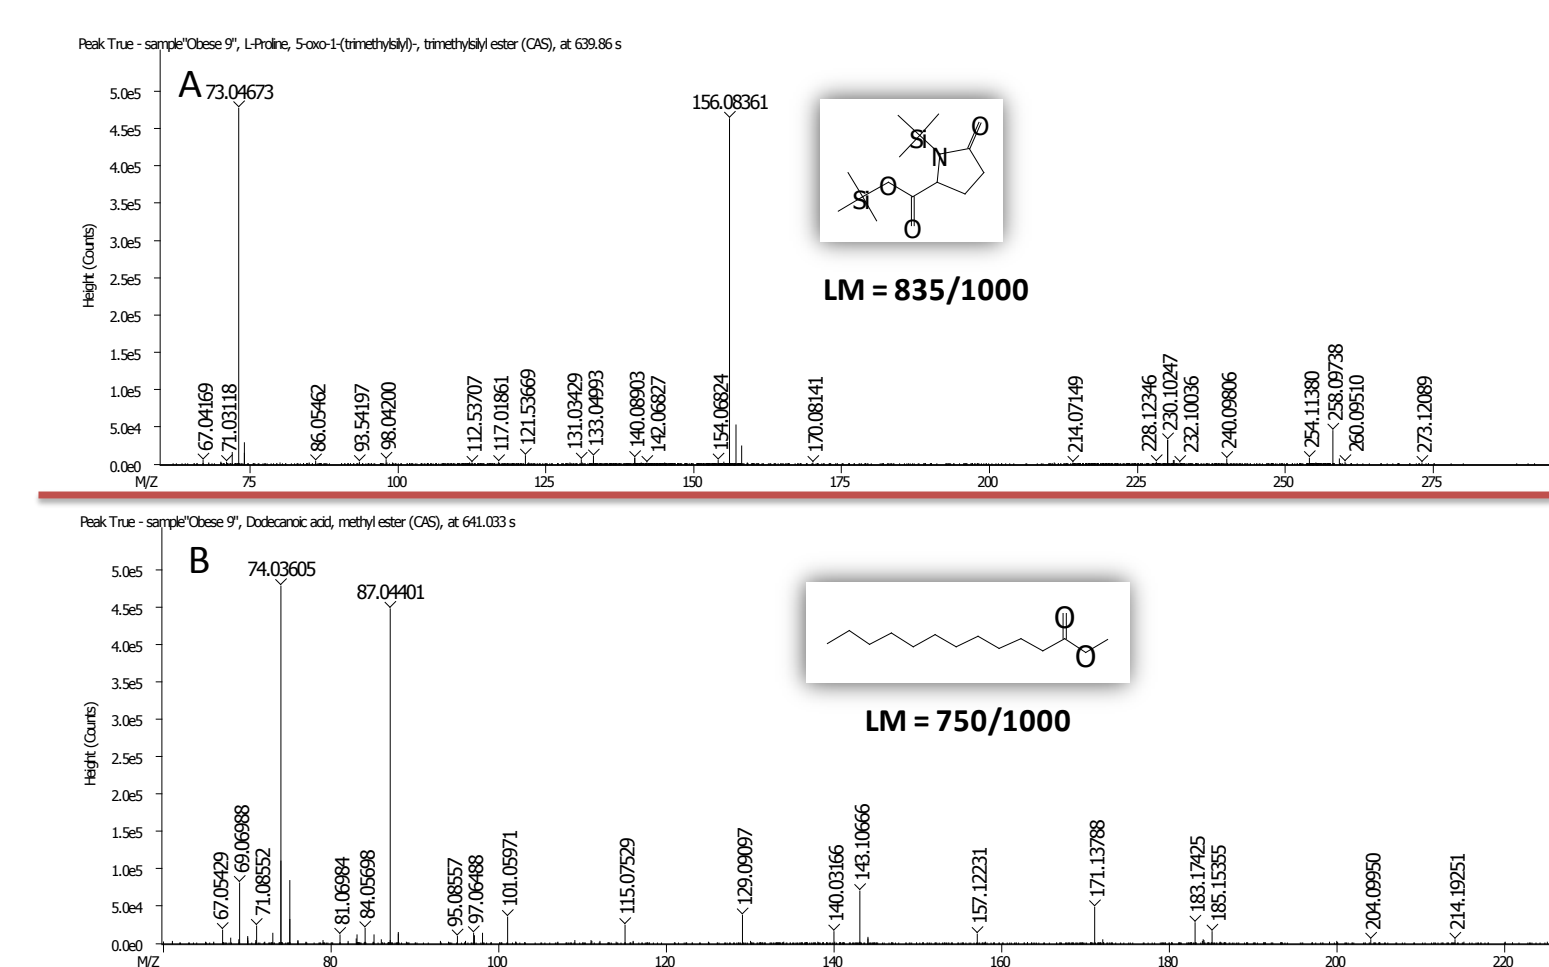 Peak True - sample"Obese 9", L-Proline, 5-oxo-1-(trimethylsilyl)-, trimethylsilyl ester (CAS), at 639.86 s
A
73.04673
156.08361
5.0e5
4.5e5
4.0e5
3.5e5
3.0e5
2.5e5
2.0e5
1.5e5
1.0e5
5.0e4
0.0e0
Height (Counts)
Si
N
O
Si
O
O
LM = 835/1000
67.04169
71.03118
86.05462
93.54197
98.04200
112.53707
117.01861
121.53669
131.03429
133.04993
140.08903
142.06827
154.06824
170.08141
214.07149
228.12346
230.10247
232.10036
240.09806
254.11380
258.09738
260.09510
273.12089
M/Z 75 100 125 150 175 200 225 250 275
Peak True - sample"Obese 9", Dodecanoic acid, methyl ester (CAS), at 641.033 s
B
74.03605
87.04401
5.0e5
4.5e5
4.0e5
3.5e5
3.0e5
2.5e5
2.0e5
1.5e5
1.0e5
5.0e4
0.0e0
Height (Counts)
O
O
LM = 750/1000
67.05429
69.06988
71.08552
81.06984
84.05698
95.08557
97.06488
101.05971
115.07529
129.09097
140.03166
143.10666
157.12231
171.13788
183.17425
185.15355
204.09950
214.19251
M/Z 80 100 120 140 160 180 200 220